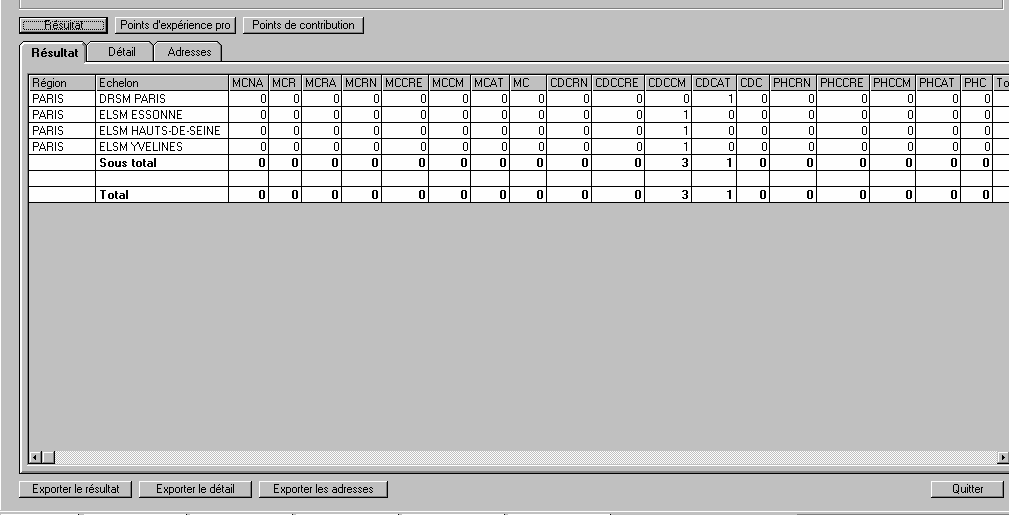 Résultat Points d'expérience pro Points de contribution
Résultat Détail Adresses
Région Echelon MCNA MCR MCRA MCRN MCCRE MCCM MCAT MC CDCRN CDCCRE CDCCM CDCAT CDC PHCRN PHCCRE PHCCM PHCAT PHC To
PARIS DRSM PARIS 0 0 0 0 0 0 0 0 0 0 0 1 0 0 0 0 0 0
PARIS ELSM ESSONNE 0 0 0 0 0 0 0 0 0 0 1 0 0 0 0 0 0 0
PARIS ELSM HAUTS-DE-SEINE 0 0 0 0 0 0 0 0 0 0 1 0 0 0 0 0 0 0
PARIS ELSM YVELINES 0 0 0 0 0 0 0 0 0 0 1 0 0 0 0 0 0 0
Sous total 0 0 0 0 0 0 0 0 0 0 3 1 0 0 0 0 0 0
Total 0 0 0 0 0 0 0 0 0 0 3 1 0 0 0 0 0 0
Exporter le résultat Exporter le détail Exporter les adresses Quitter